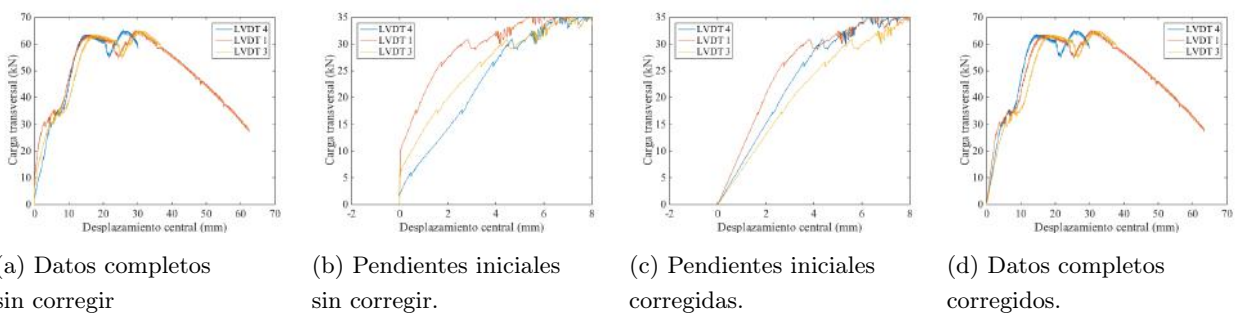 70
60
50
40
30
20
10
0
0 10 20 30 40 50 60 70
Carga transversal (kN)
Desplazamiento central (mm)
LVDT 4
LVDT 1
LVDT 3
35
30
25
20
15
10
5
0
-2 0 2 4 6 8
Carga transversal (kN)
Desplazamiento central (mm)
LVDT 4
LVDT 1
LVDT 3
35
30
25
20
15
10
5
0
-2 0 2 4 6 8
Carga transversal (kN)
Desplazamiento central (mm)
LVDT 4
LVDT 1
LVDT 3
70
60
50
40
30
20
10
0
0 10 20 30 40 50 60 70
Carga transversal (kN)
Desplazamiento central (mm)
LVDT 4
LVDT 1
LVDT 3
(a) Datos completos
sin corregir
(b) Pendientes iniciales
sin corregir.
(c) Pendientes iniciales
corregidas.
(d) Datos completos
corregidos.